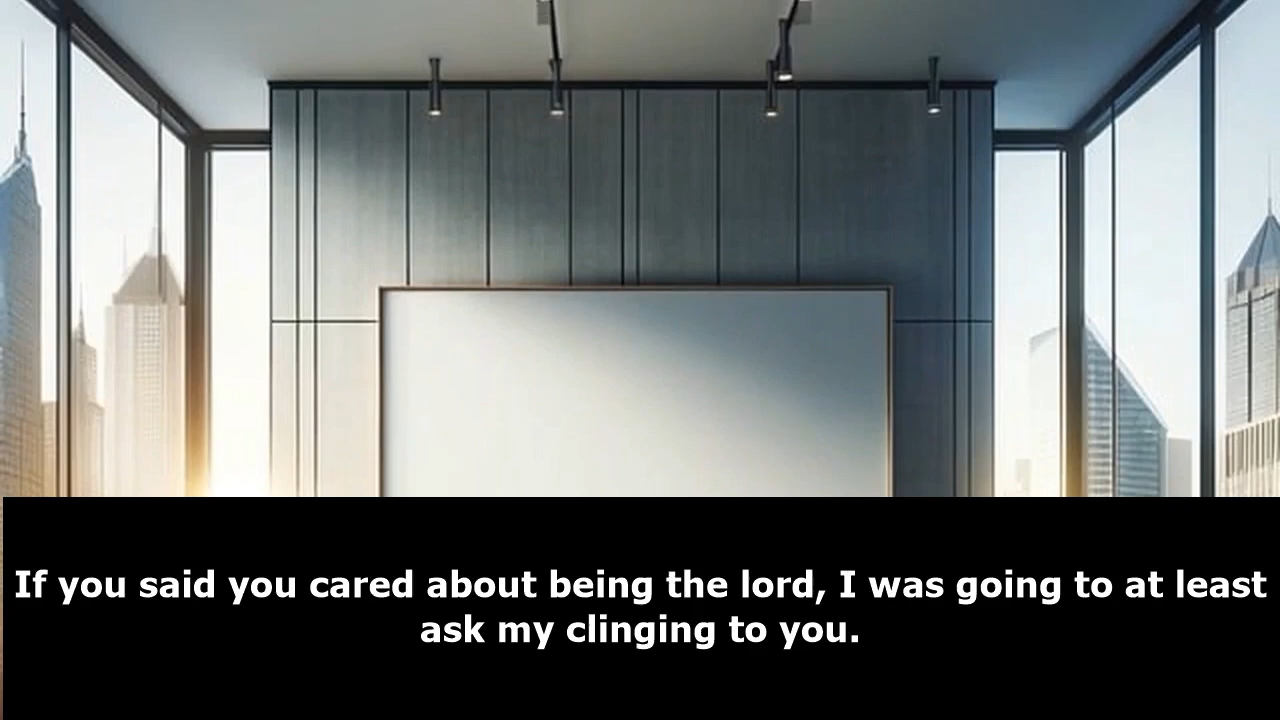 If you said you cared about being the lord, I was going to at least
ask my clinging to you.